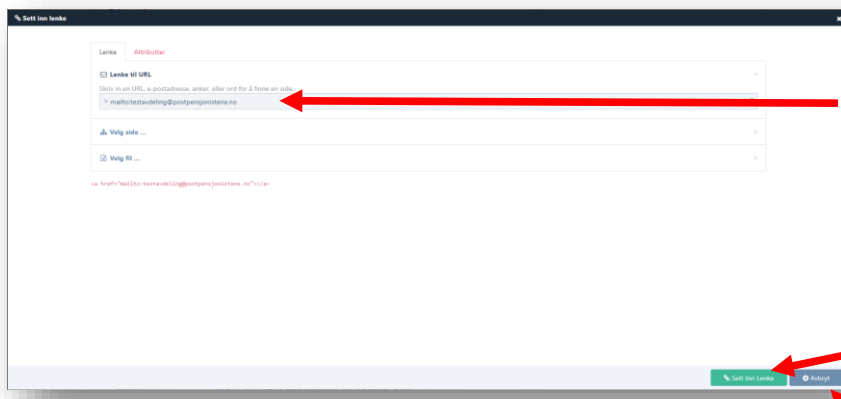 Sett inn lenke
Lenke Attributter
Lenke til URL
Skriv in en URL, e-postadresse, anker, eller ord for å finne en side.
mailto:testavdeling@postpensjonistene.no
Velg side ...
Velg fil ...
<a href="mailto:testavdeling@postpensjonistene.no"></a>
Sett Inn Lenke Avbryt